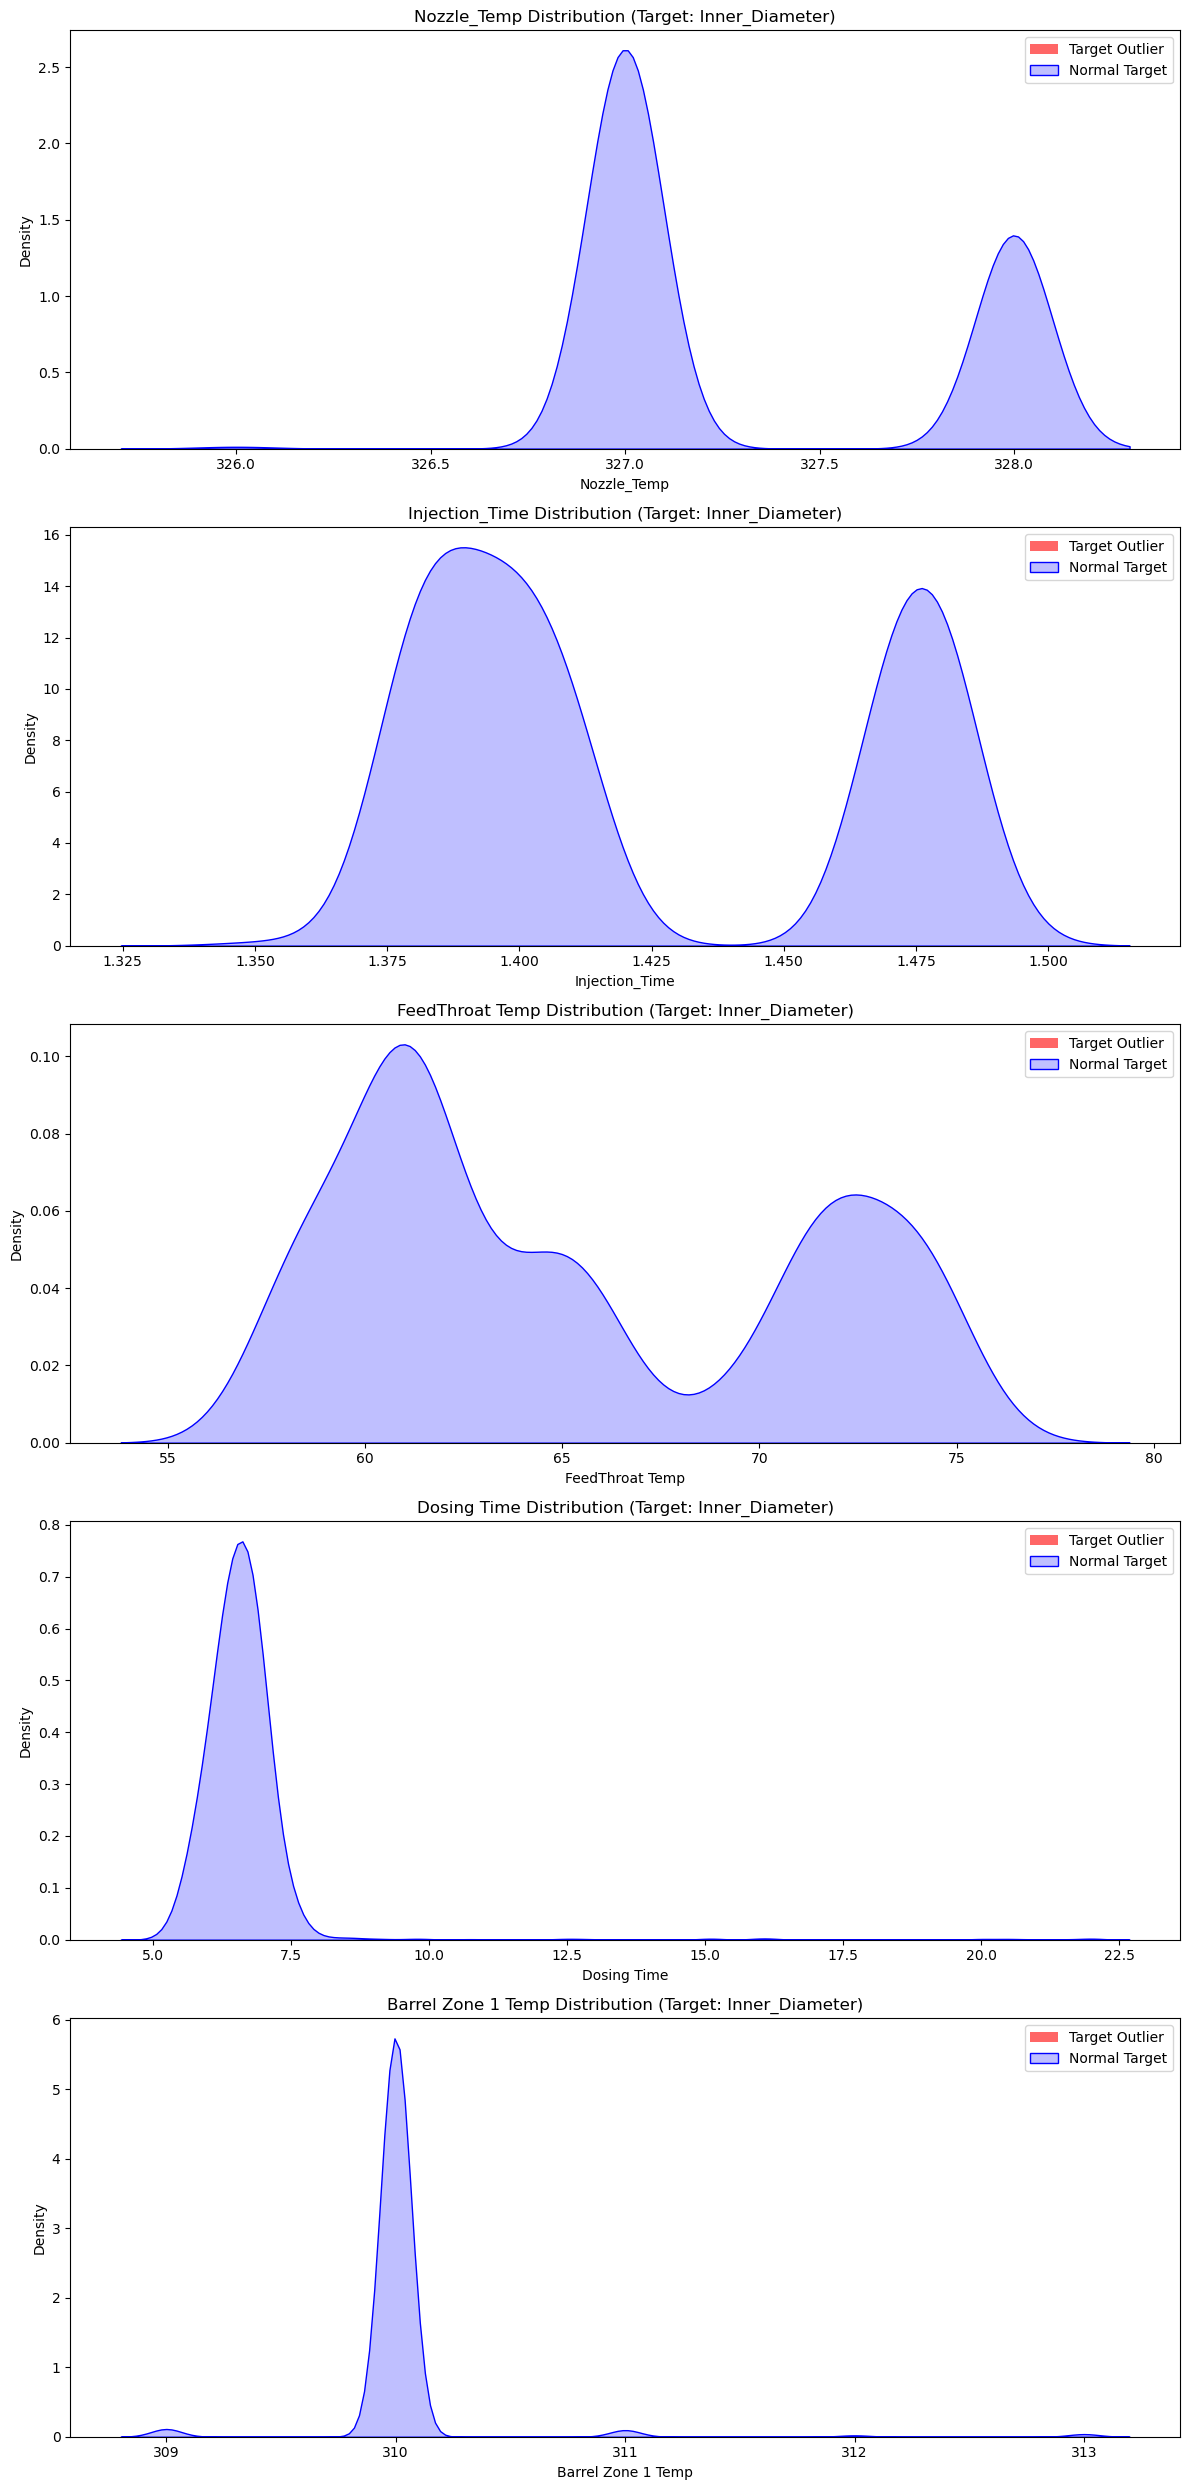 Nozzle_Temp Distribution (Target: Inner_Diameter)
Target Outlier
Normal Target
2.5
2.0
1.5
1.0
0.5
0.0
Density
326.0 326.5 327.0 327.5 328.0
Nozzle_Temp
Injection_Time Distribution (Target: Inner_Diameter)
Target Outlier
Normal Target
16
14
12
10
8
6
4
2
0
Density
1.325 1.350 1.375 1.400 1.425 1.450 1.475 1.500
Injection_Time
FeedThroat Temp Distribution (Target: Inner_Diameter)
Target Outlier
Normal Target
0.10
0.08
0.06
0.04
0.02
0.00
Density
55 60 65 70 75 80
FeedThroat Temp
Dosing Time Distribution (Target: Inner_Diameter)
Target Outlier
Normal Target
0.8
0.7
0.6
0.5
0.4
0.3
0.2
0.1
0.0
Density
5.0 7.5 10.0 12.5 15.0 17.5 20.0 22.5
Dosing Time
Barrel Zone 1 Temp Distribution (Target: Inner_Diameter)
Target Outlier
Normal Target
6
5
4
3
2
1
0
Density
309 310 311 312 313
Barrel Zone 1 Temp